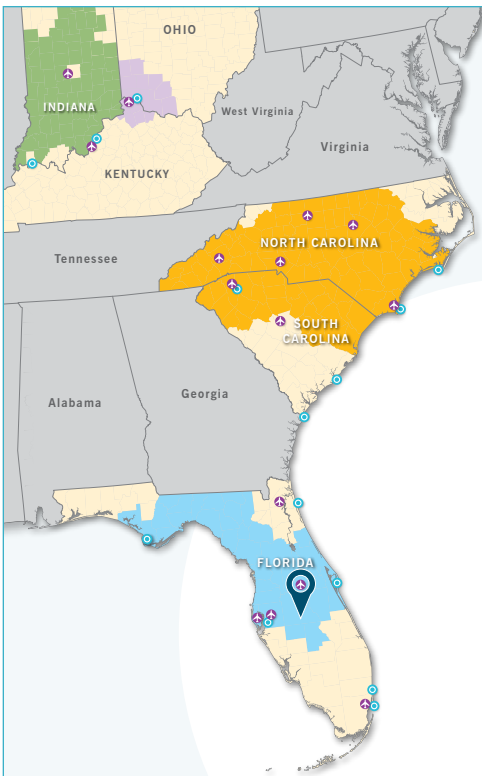 OHIO
INDIANA
West Virginia
Virginia
KENTUCKY
NORTH CAROLINA
Tennessee
SOUTH
CAROLINA
Georgia
Alabama
FLORIDA